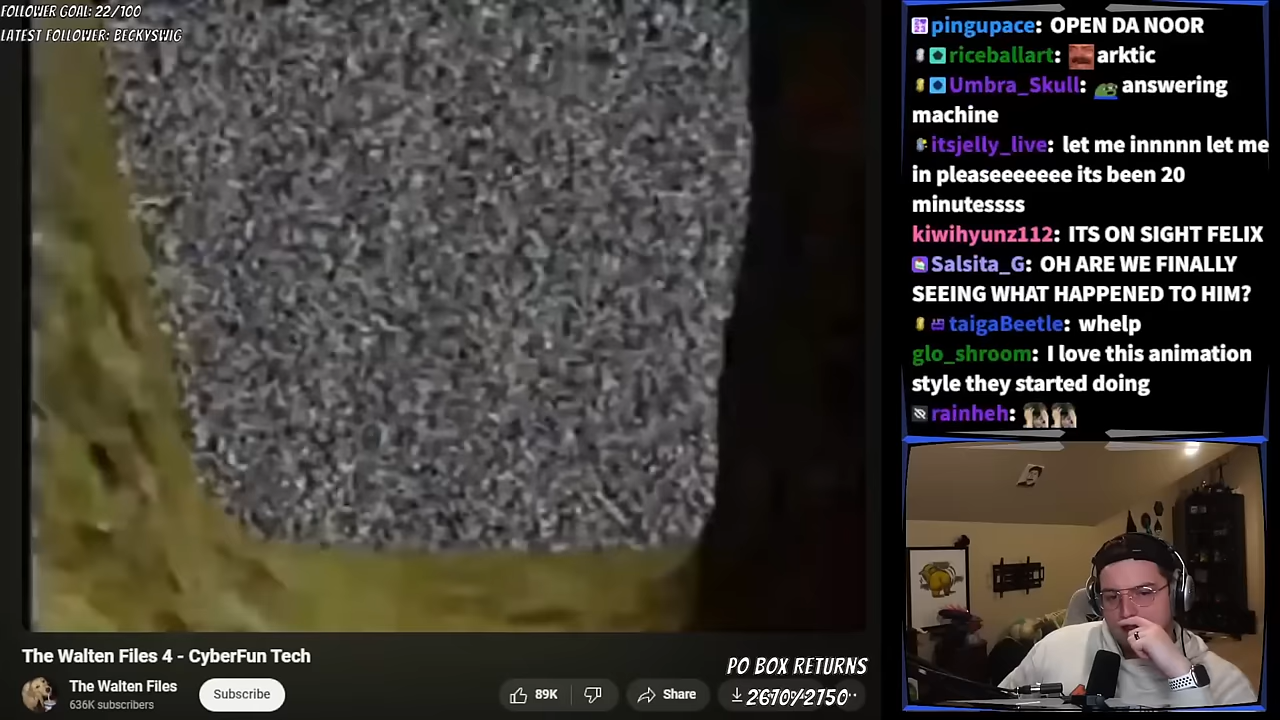 FOLLOWER GOAL: 22/100
LATEST FOLLOWER: BECKYSWIG
pingupace: OPEN DA NOOR
riceballart: arktic
Umbra_Skull: answering
machine
itsjelly_live: let me innnnn let me
in pleaseeeeeee its been 20
minutessss
kiwihyunz112: ITS ON SIGHT FELIX
Salsita_G: OH ARE WE FINALLY
SEEING WHAT HAPPENED TO HIM?
taigaBeetle: whelp
glo_shroom: I love this animation
style they started doing
rainheh:
The Walten Files 4 - CyberFun Tech
The Walten Files
636K subscribers
Subscribe
89K
Share
PO BOX RETURNS
2670/2750